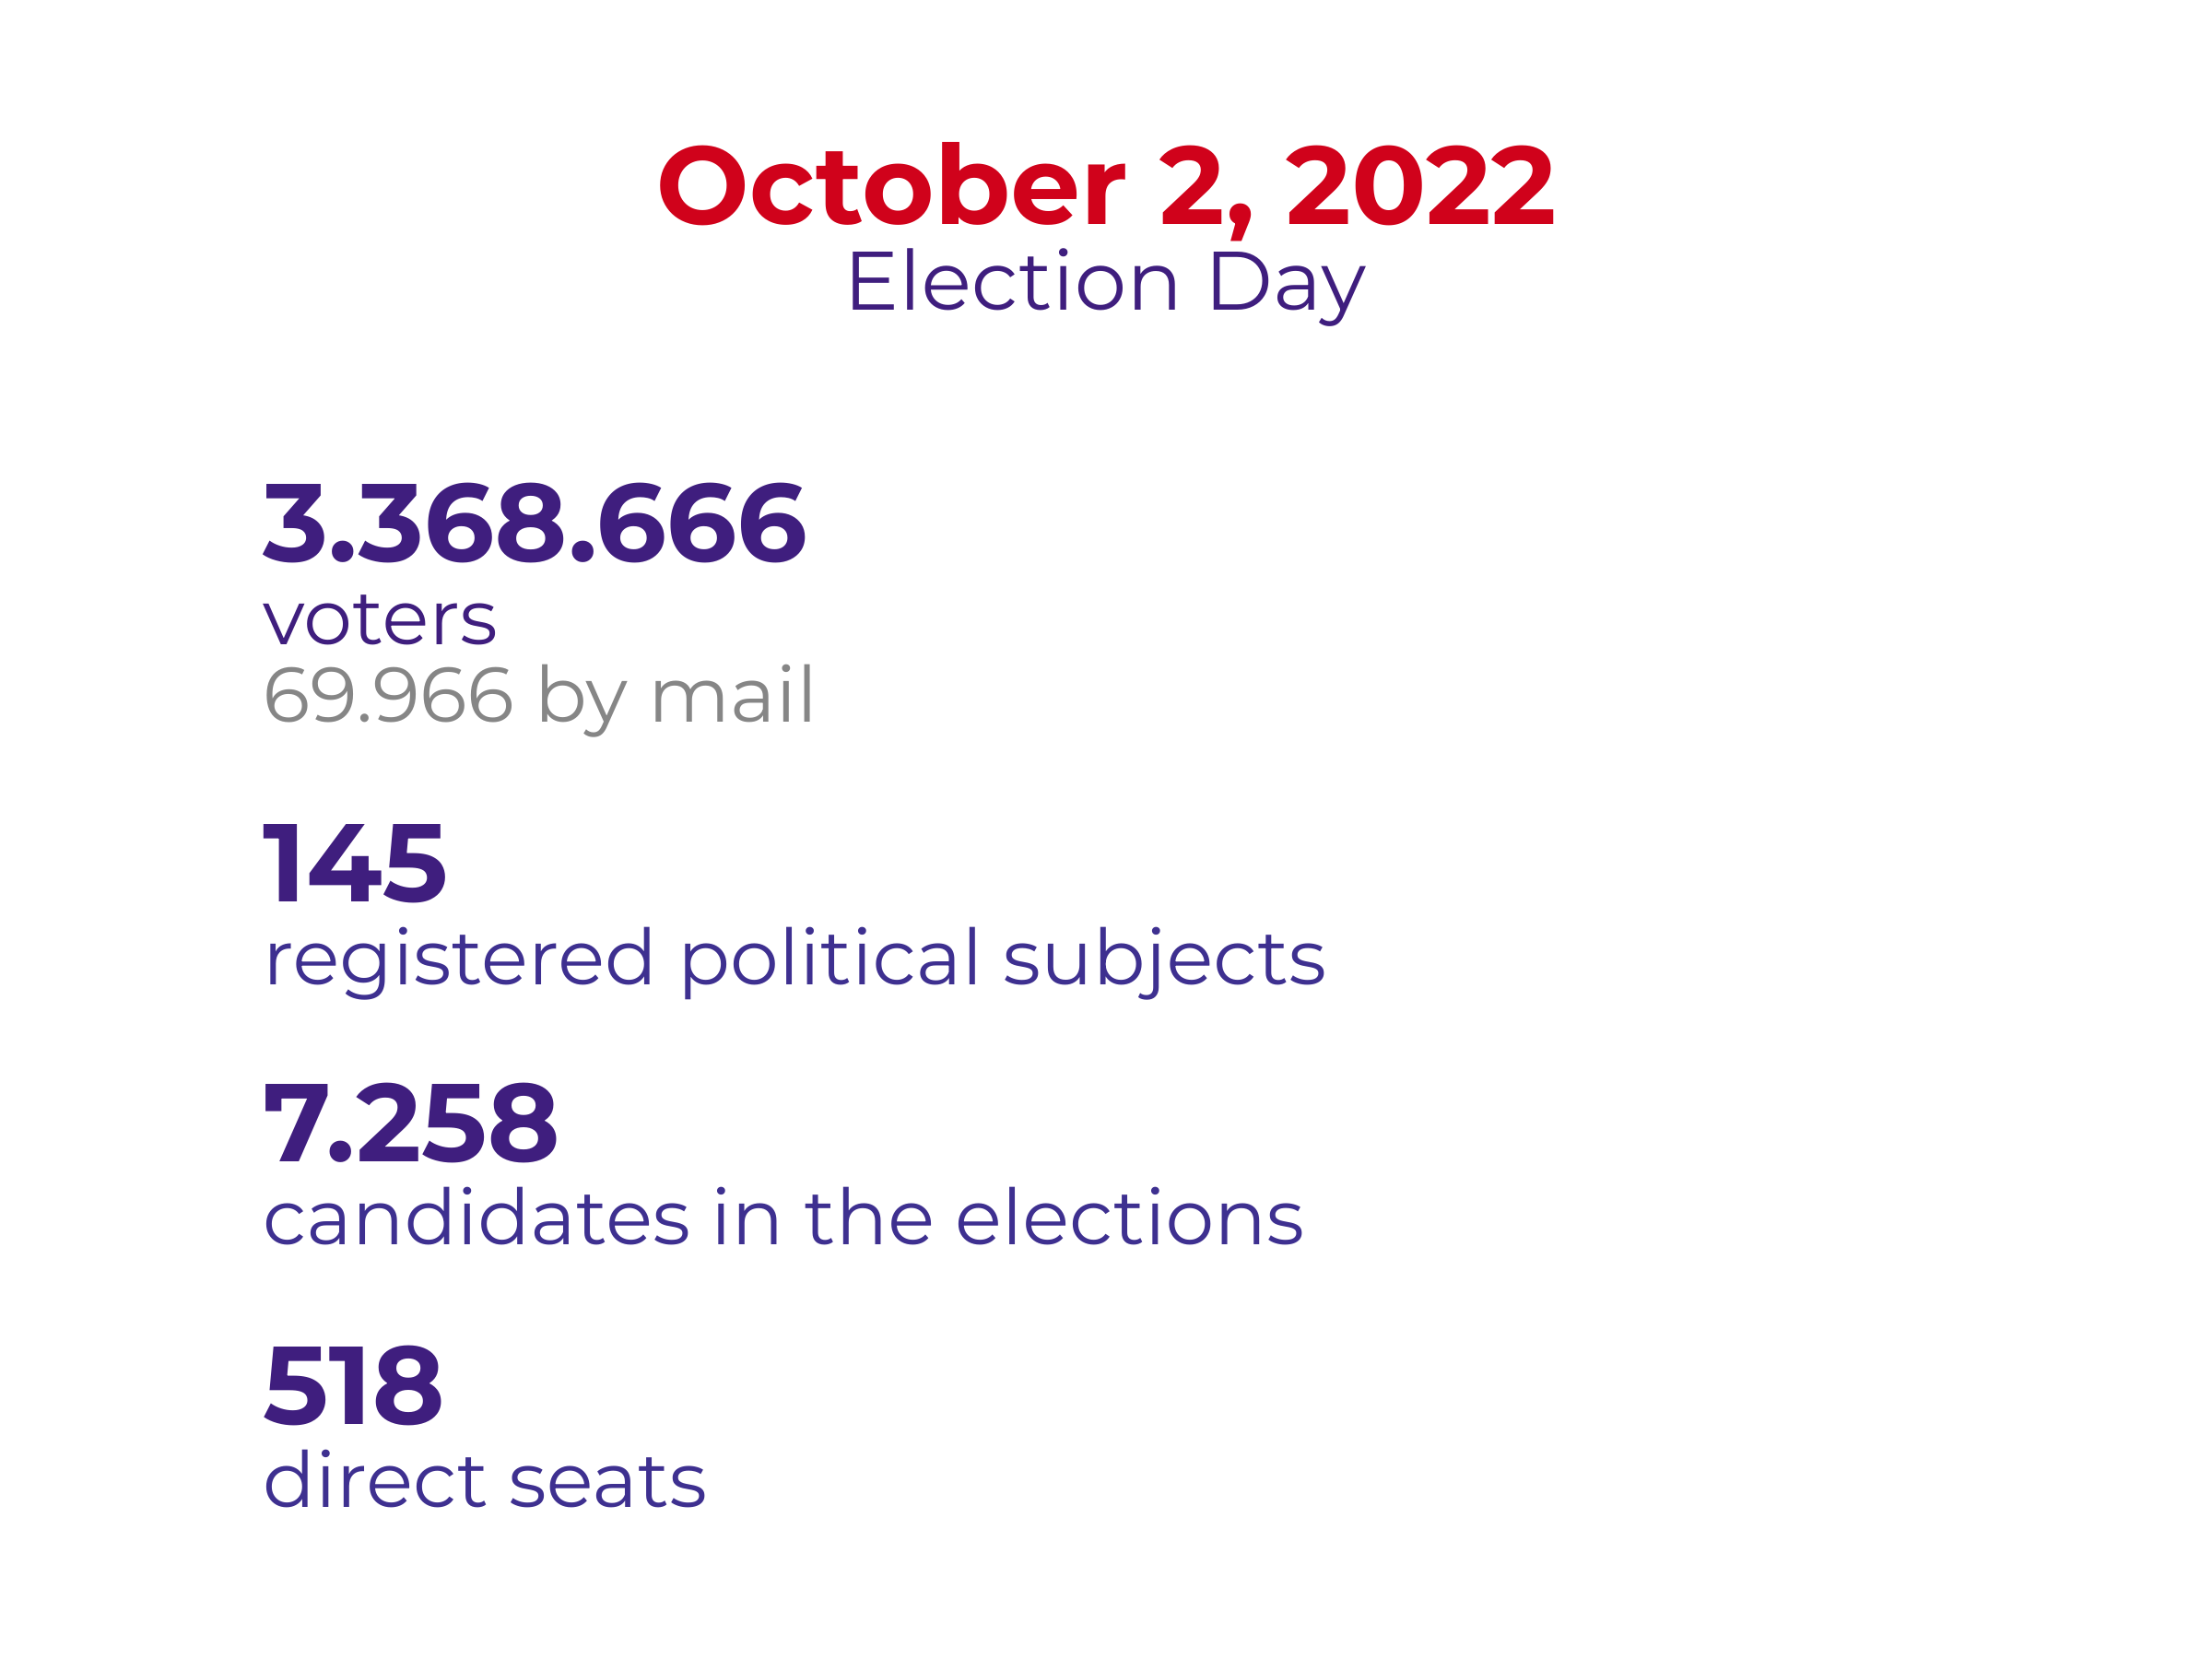 October 2, 2022
Election Day
3.368.666
voters
69.966 by mail
145
registered political subjects
7.258
candidates in the elections
518
direct seats